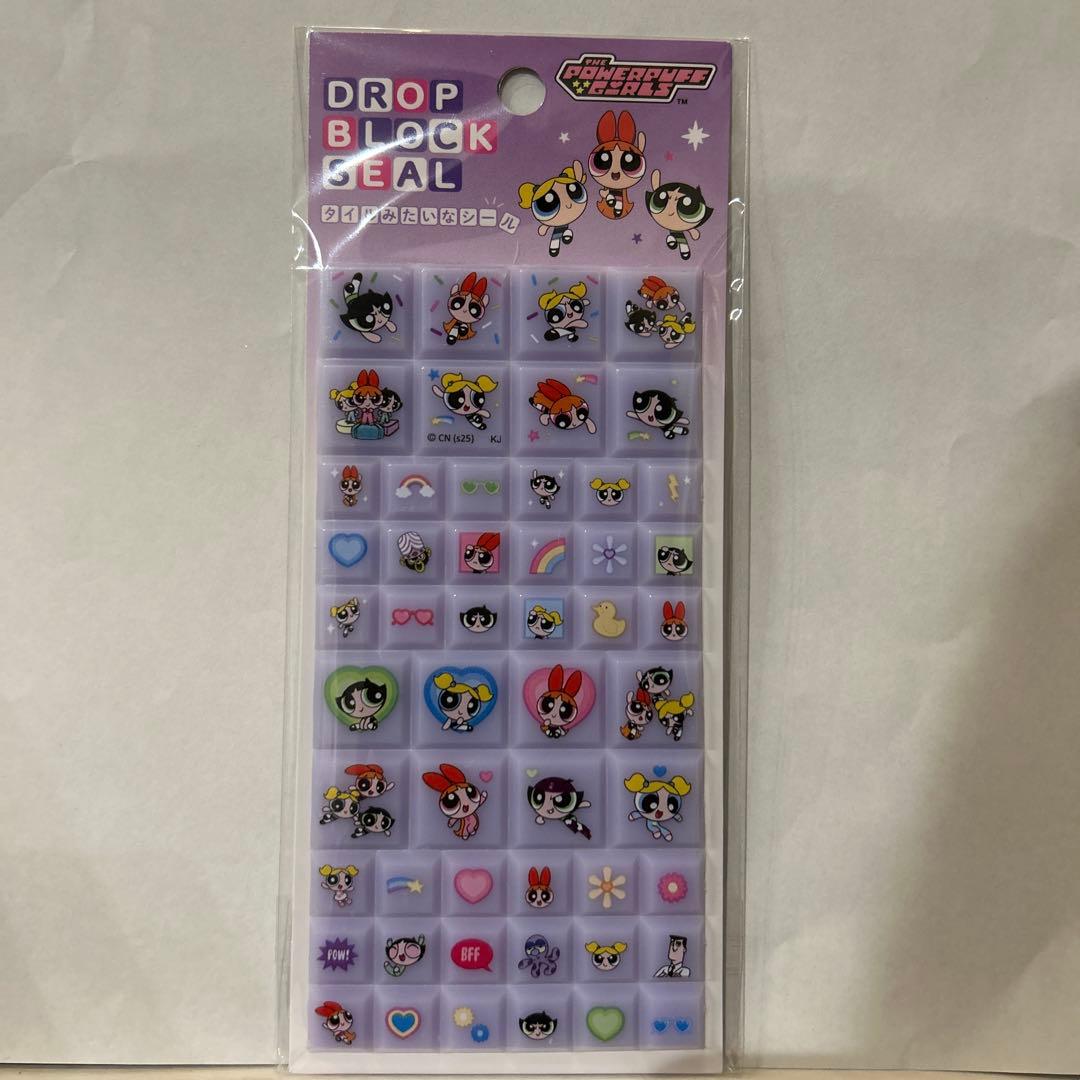 DROP
BLOCK
SEAL
タイルみたいなシール
THE
POWERPUFF
GIRLS
TM
© CN (s25) KJ
POW!
BFF